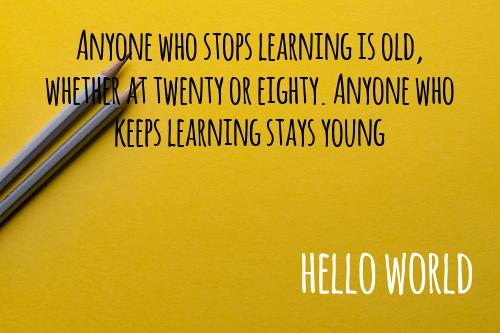 Anyone who stops learning is old,
whether at twenty or eighty. Anyone who
keeps learning stays young
HELLO WORLD